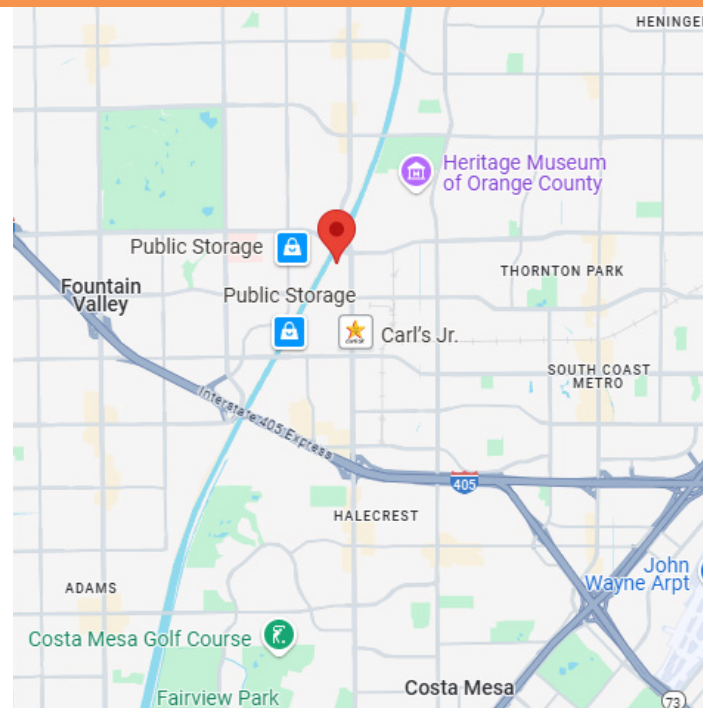 HENINGE
Heritage Museum
of Orange County
Public Storage
THORNTON PARK
Fountain
Valley
Public Storage
Carl's Jr.
SOUTH COAST
METRO
Interstate 405 Express
405
HALECREST
John
Wayne Arpt
ADAMS
Costa Mesa Golf Course
Costa Mesa
Fairview Park
73